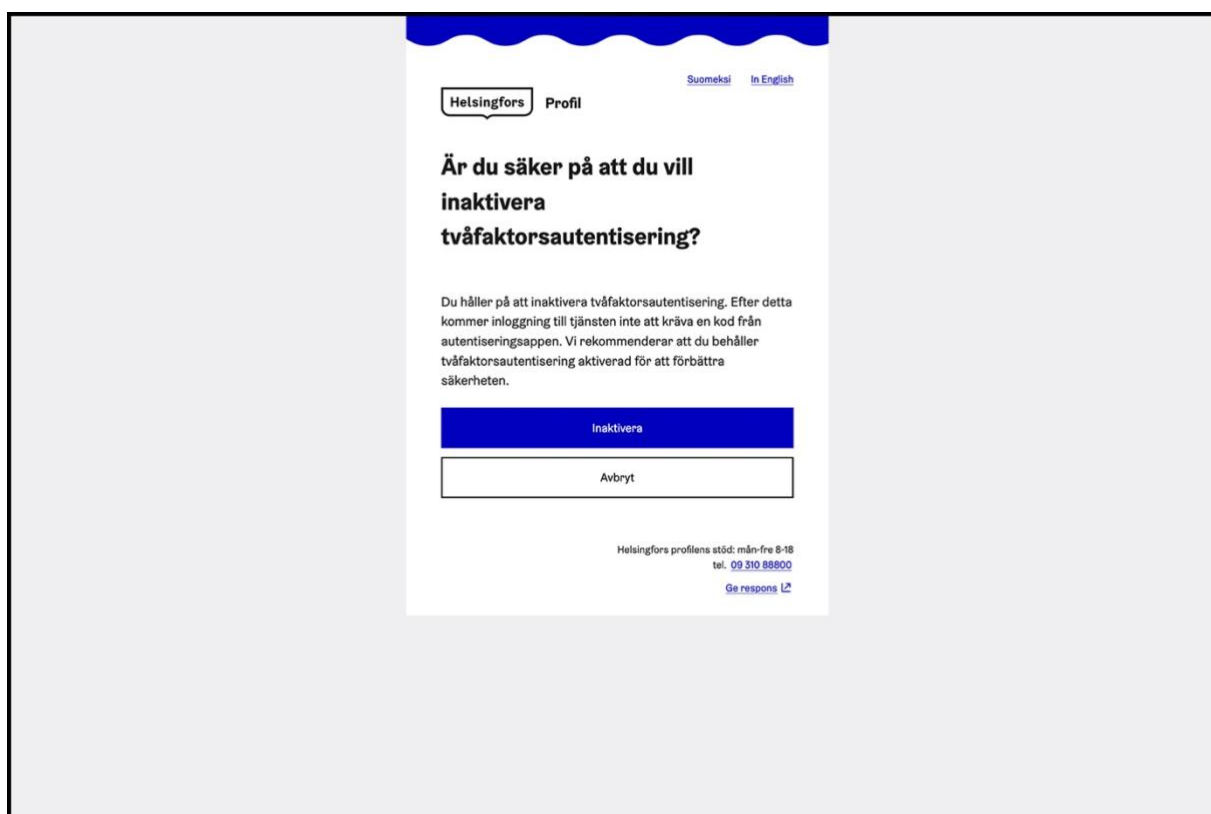 Suomeksi In English
Helsingfors Profil
Är du säker på att du vill
inaktivera
tvåfaktorsautentisering?
Du håller på att inaktivera tvåfaktorsautentisering. Efter detta
kommer inloggning till tjänsten inte att kräva en kod från
autentiseringsappen. Vi rekommenderar att du behåller
tvåfaktorsautentisering aktiverad för att förbättra
säkerheten.
Inaktivera
Avbryt
Helsingfors profilens stöd: mån-fre 8-18
tel. 09 310 88800
Ge respons